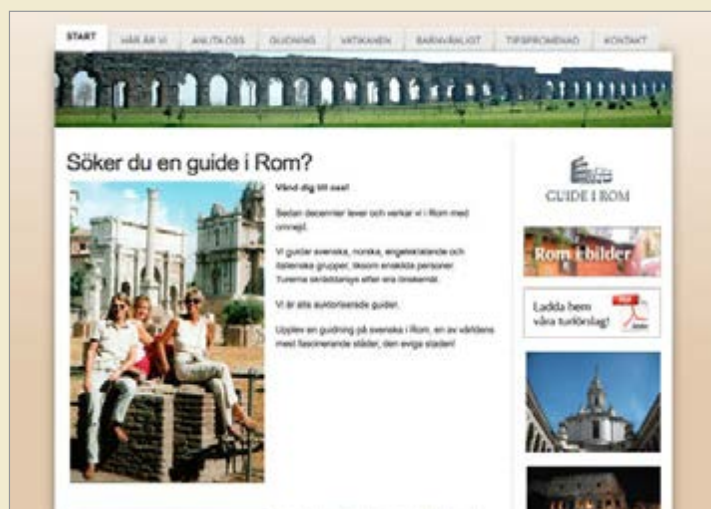 START HÄR ÄR VI ANLITA OSS GUIDNING VATIKANEN BARNVÄNLIGT TIPSPROMENAD KONTAKT
Söker du en guide i Rom?
Vänd dig till oss!
Sedan decennier lever och verkar vi i Rom med
omnejd.
Vi guidar svenska, norska, engelsktalande och
italienska grupper, liksom enskilda personer.
Turerna skräddarsys efter era önskemål.
Vi är alla auktoriserade guider.
Upplev en guidning på svenska i Rom, en av världens
mest fascinerande städer, den eviga staden!
GUIDE I ROM
Rom i bilder
Ladda hem
våra turförslag!
PDF